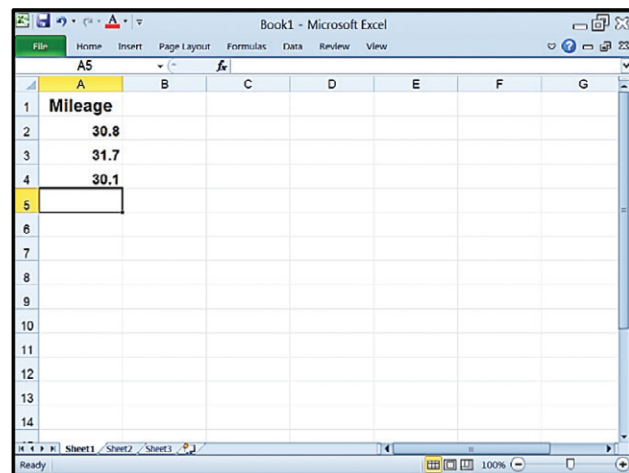 Book1 - Microsoft Excel
File Home Insert Page Layout Formulas Data Review View
A5 fx
A B C D E F G
1 Mileage
2 30.8
3 31.7
4 30.1
5
6
7
8
9
10
11
12
13
14
Sheet1 Sheet2 Sheet3
Ready 100%